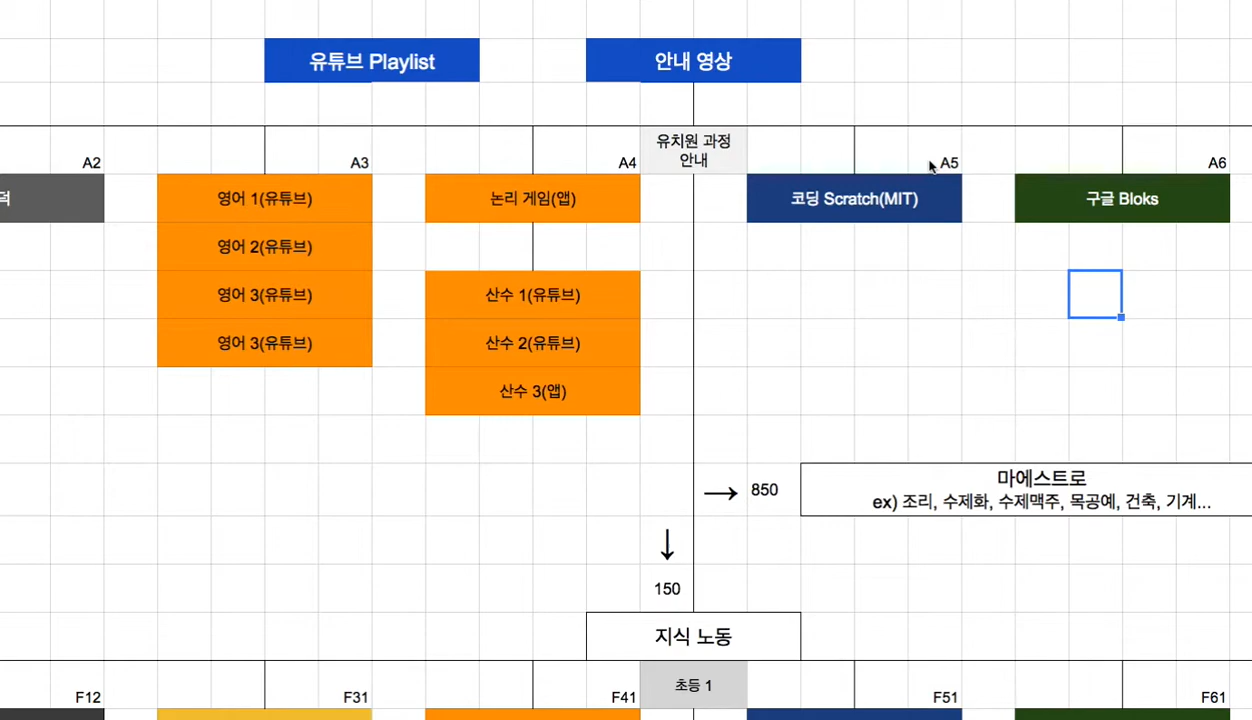 유튜브 Playlist
안내 영상
유치원 과정
안내
A2
A3
A4
A5
A6
덕
영어 1(유튜브)
논리 게임(앱)
코딩 Scratch(MIT)
구글 Bloks
영어 2(유튜브)
영어 3(유튜브)
산수 1(유튜브)
영어 3(유튜브)
산수 2(유튜브)
산수 3(앱)
→ 850
마에스트로
ex) 조리, 수제화, 수제맥주, 목공예, 건축, 기계...
↓
150
지식 노동
초등 1
F12
F31
F41
F51
F61